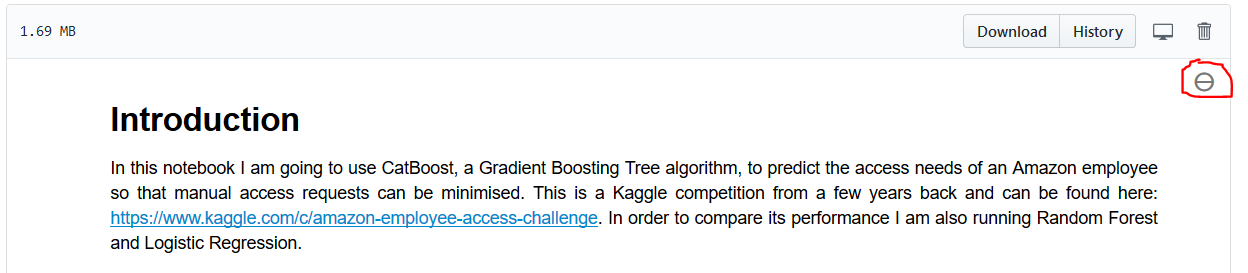 1.69 MB
Download History
Introduction
In this notebook I am going to use CatBoost, a Gradient Boosting Tree algorithm, to predict the access needs of an Amazon employee
so that manual access requests can be minimised. This is a Kaggle competition from a few years back and can be found here:
https://www.kaggle.com/c/amazon-employee-access-challenge. In order to compare its performance I am also running Random Forest
and Logistic Regression.